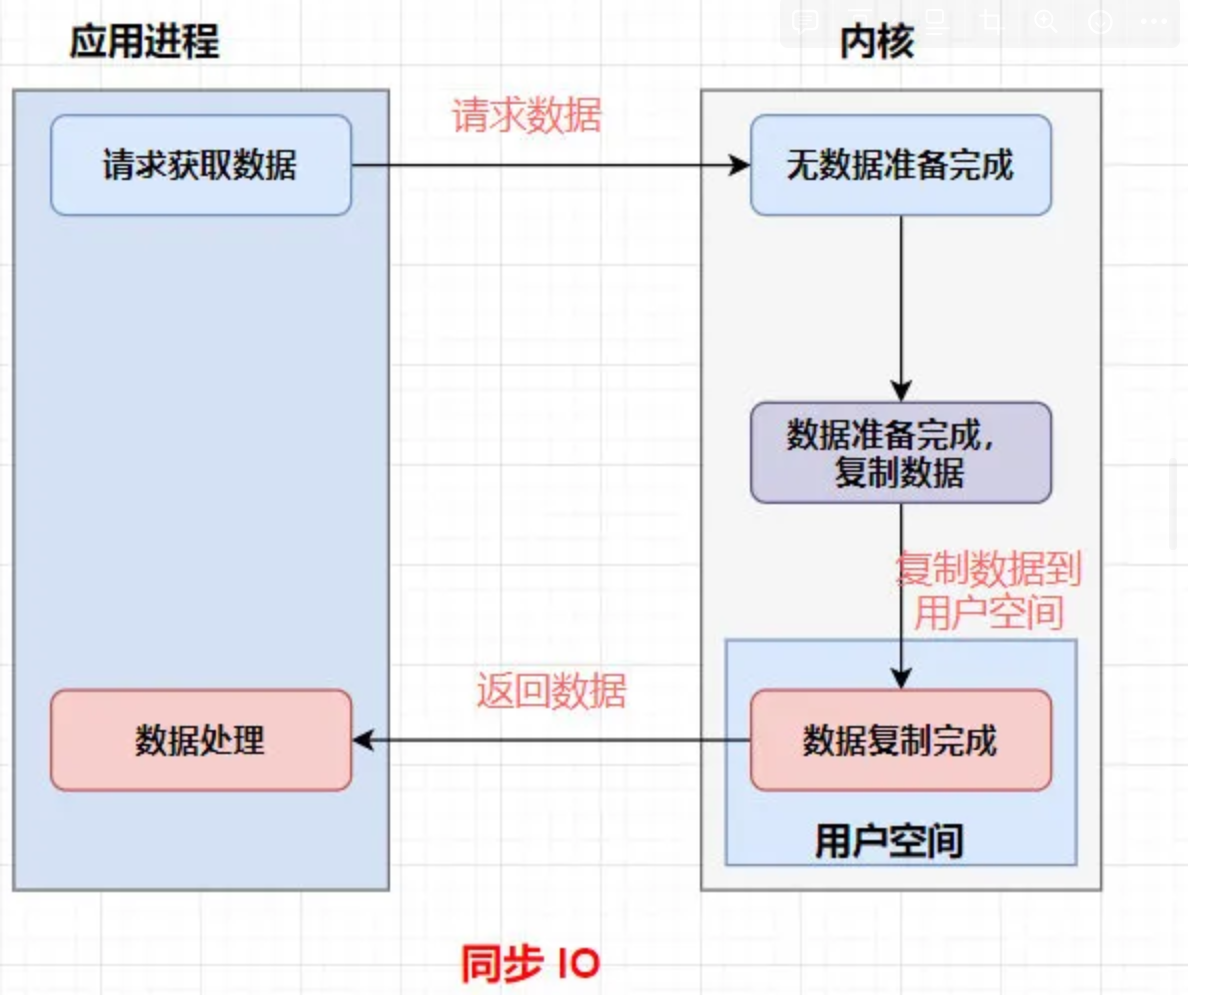 应用进程
内核
请求数据
请求获取数据
无数据准备完成
数据准备完成，
复制数据
复制数据到
用户空间
返回数据
数据处理
数据复制完成
用户空间
同步 IO